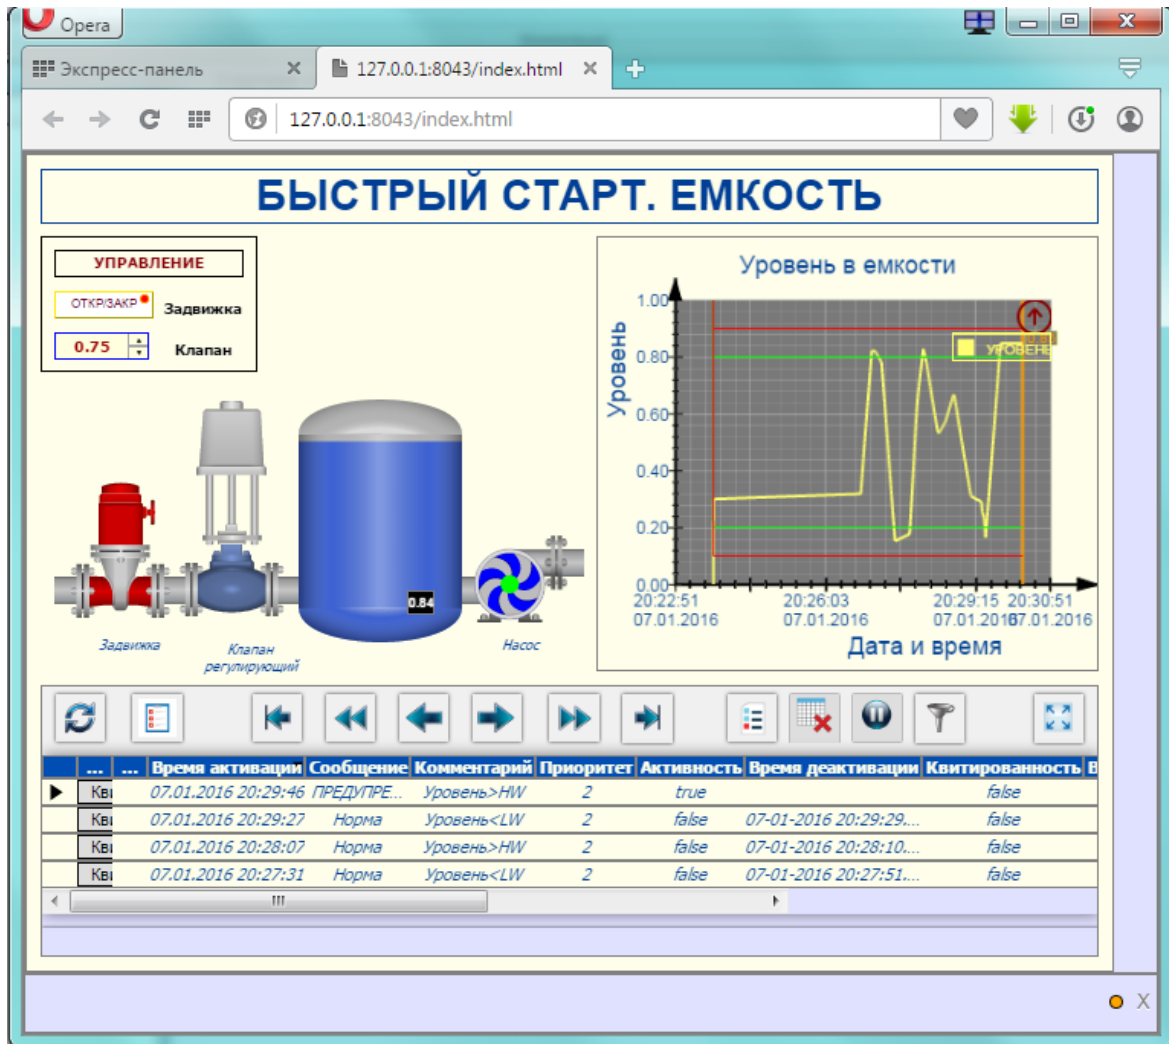 Opera
Экспресс-панель
127.0.0.1:8043/index.html
127.0.0.1:8043/index.html
БЫСТРЫЙ СТАРТ. ЕМКОСТЬ
УПРАВЛЕНИЕ
ОТКР/ЗАКР Задвижка
0.75 Клапан
Уровень в емкости
Уровень
1.00
0.80
0.60
0.40
0.20
0.00
УРОВЕНЬ
20:22:51 20:26:03 20:29:15 20:30:51
07.01.2016 07.01.2016 07.01.2016 07.01.2016
Дата и время
0.84
Задвижка
Клапан
регулирующий
Насос
... ... Время активации Сообщение Комментарий Приоритет Активность Время деактивации Квитированность В
Кви 07.01.2016 20:29:46 ПРЕДУПРЕ... Уровень>HW 2 true false
Кви 07.01.2016 20:29:27 Норма Уровень<LW 2 false 07-01-2016 20:29:29.... false
Кви 07.01.2016 20:28:07 Норма Уровень>HW 2 false 07-01-2016 20:28:10.... false
Кви 07.01.2016 20:27:31 Норма Уровень<LW 2 false 07-01-2016 20:27:51.... false
X